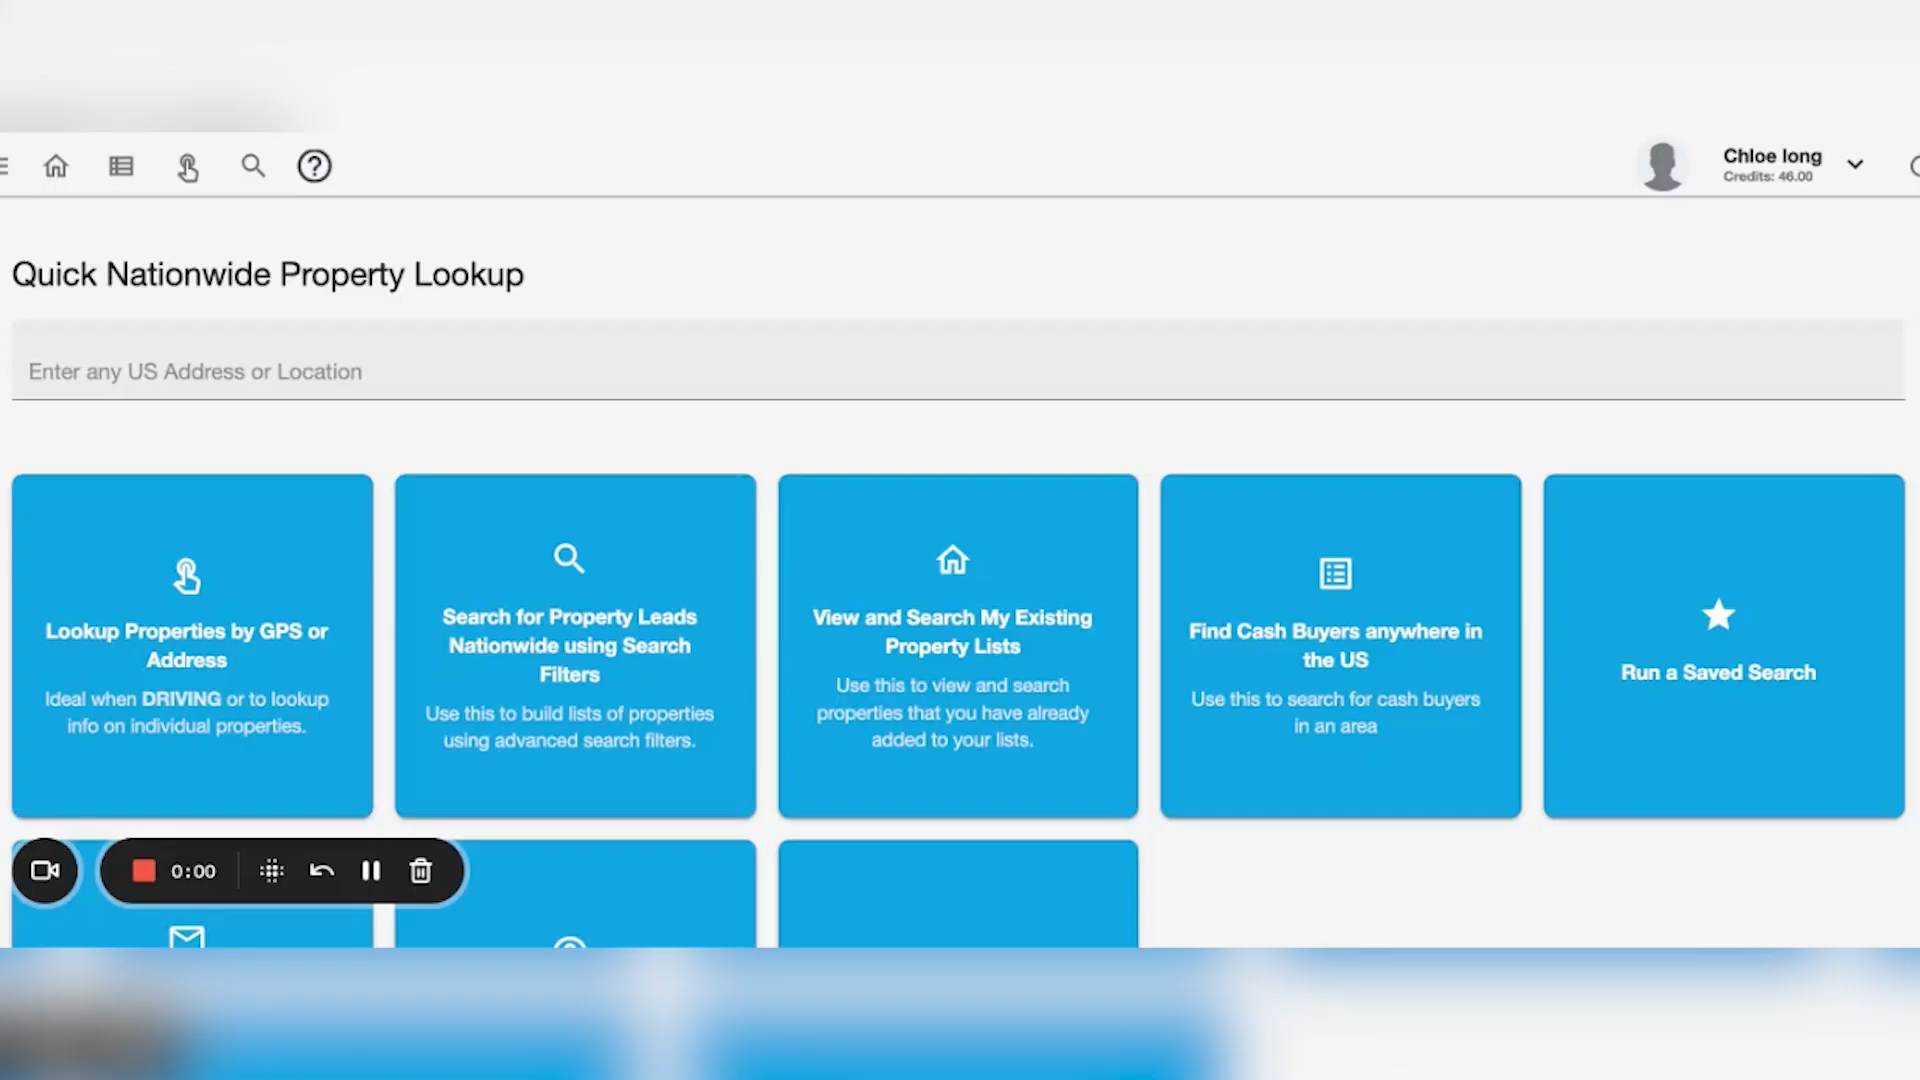 Chloe long
Credits: 46.00
Quick Nationwide Property Lookup
Enter any US Address or Location
Lookup Properties by GPS or
Address
Ideal when DRIVING or to lookup
info on individual properties.
Search for Property Leads
Nationwide using Search
Filters
Use this to build lists of properties
using advanced search filters.
View and Search My Existing
Property Lists
Use this to view and search
properties that you have already
added to your lists.
Find Cash Buyers anywhere in
the US
Use this to search for cash buyers
in an area
Run a Saved Search
0:00